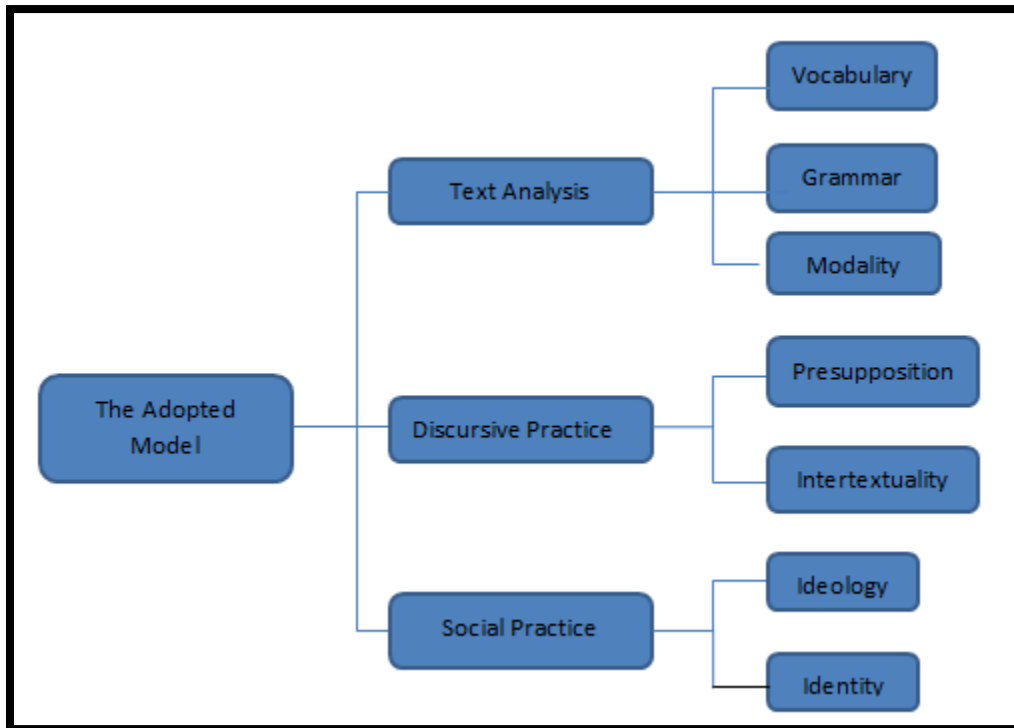 The Adopted
Model
Text Analysis
Vocabulary
Grammar
Modality
Discursive Practice
Presupposition
Intertextuality
Social Practice
Ideology
Identity